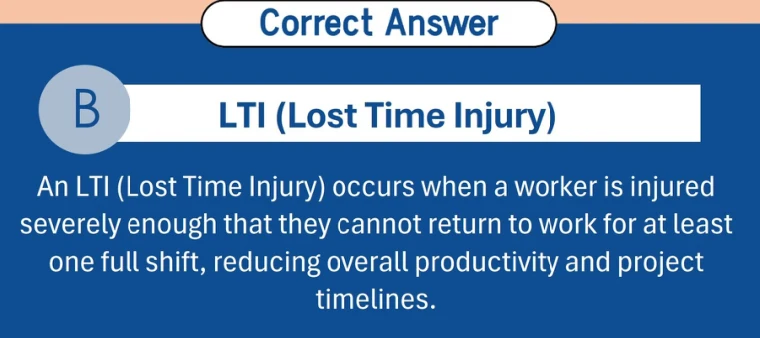 Correct Answer
B
LTI (Lost Time Injury)
An LTI (Lost Time Injury) occurs when a worker is injured
severely enough that they cannot return to work for at least
one full shift, reducing overall productivity and project
timelines.